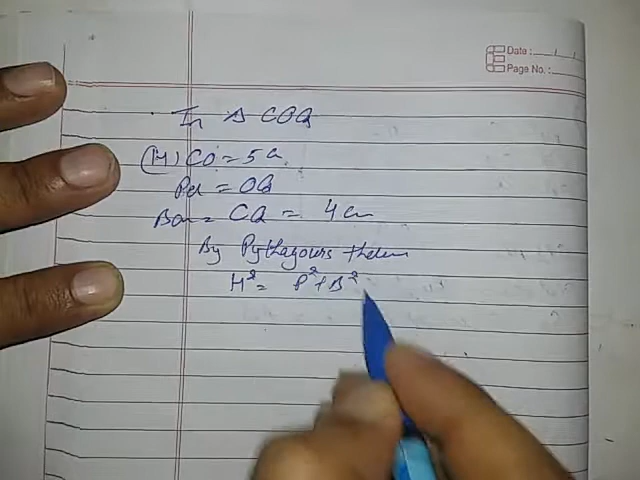 Date :
Page No. :
In Δ COQ
(H) CO = 5 cm
Per = OQ
Base = CQ = 4 cm
By Pythagours theorem
H² = P² + B²